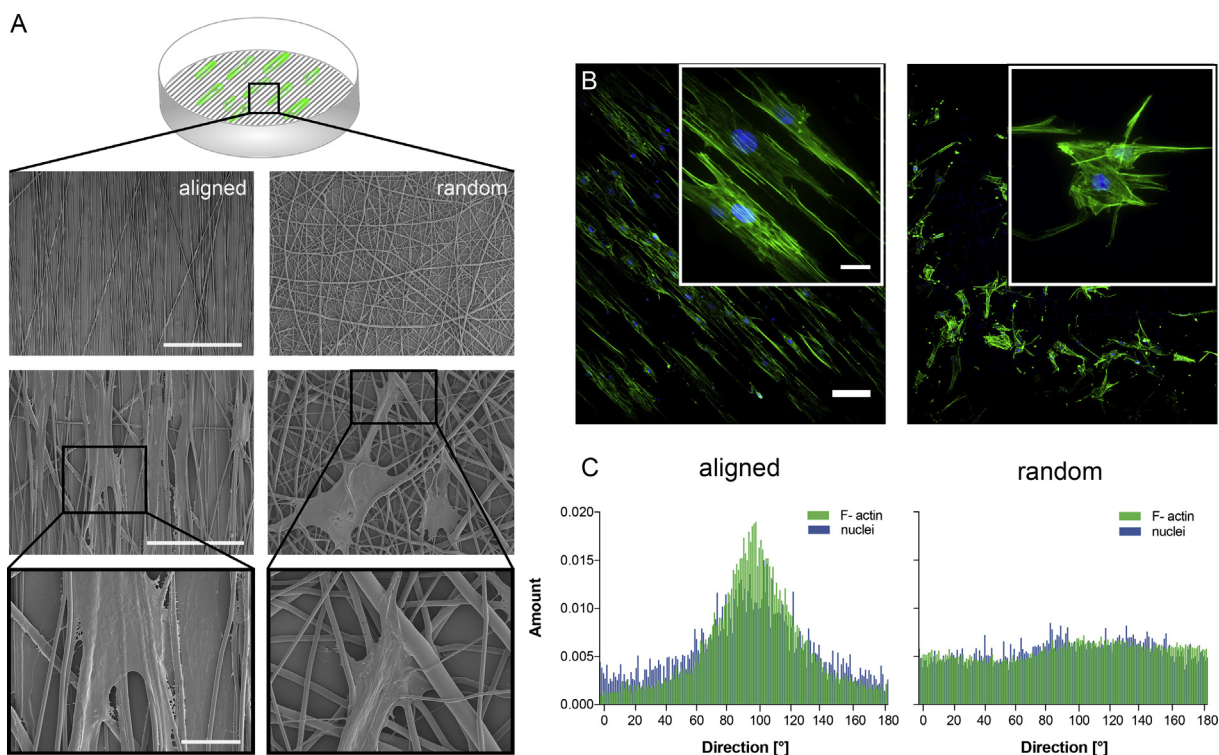 A
aligned
random
B
C
aligned
random
0.020
0.015
0.010
0.005
0.000
Amount
F- actin
nuclei
0 20 40 60 80 100 120 140 160 180
Direction [°]
F- actin
nuclei
0 20 40 60 80 100 120 140 160 180
Direction [°]